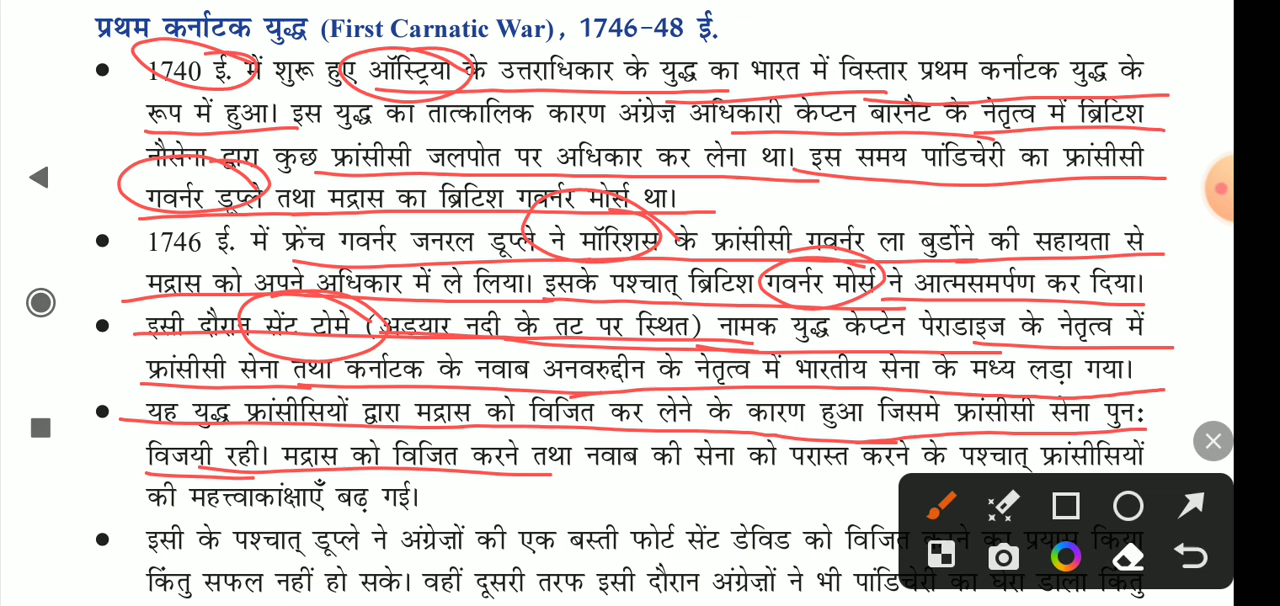 प्रथम कर्नाटक युद्ध (First Carnatic War), 1746-48 ई.
● 1740 ई. में शुरू हुए ऑस्ट्रिया के उत्तराधिकार के युद्ध का भारत में विस्तार प्रथम कर्नाटक युद्ध के
रूप में हुआ। इस युद्ध का तात्कालिक कारण अंग्रेज़ अधिकारी केप्टन बारनैट के नेतृत्व में ब्रिटिश
नौसेना द्वारा कुछ फ्रांसीसी जलपोत पर अधिकार कर लेना था। इस समय पांडिचेरी का फ्रांसीसी
गवर्नर डूप्ले तथा मद्रास का ब्रिटिश गवर्नर मोर्स था।
● 1746 ई. में फ्रेंच गवर्नर जनरल डूप्ले ने मॉरिशस के फ्रांसीसी गवर्नर ला बुर्डोने की सहायता से
मद्रास को अपने अधिकार में ले लिया। इसके पश्चात् ब्रिटिश गवर्नर मोर्स ने आत्मसमर्पण कर दिया।
● इसी दौरान सेंट टोमे (अडयार नदी के तट पर स्थित) नामक युद्ध केप्टेन पेराडाइज के नेतृत्व में
फ्रांसीसी सेना तथा कर्नाटक के नवाब अनवरुद्दीन के नेतृत्व में भारतीय सेना के मध्य लड़ा गया।
● यह युद्ध फ्रांसीसियों द्वारा मद्रास को विजित कर लेने के कारण हुआ जिसमे फ्रांसीसी सेना पुन:
विजयी रही। मद्रास को विजित करने तथा नवाब की सेना को परास्त करने के पश्चात् फ्रांसीसियों
की महत्त्वाकांक्षाएँ बढ़ गई।
● इसी के पश्चात् डूप्ले ने अंग्रेज़ों की एक बस्ती फोर्ट सेंट डेविड को विजित करने का प्रयास किया
किंतु सफल नहीं हो सके। वहीं दूसरी तरफ इसी दौरान अंग्रेज़ों ने भी पांडिचेरी का घेरा डाला किंतु